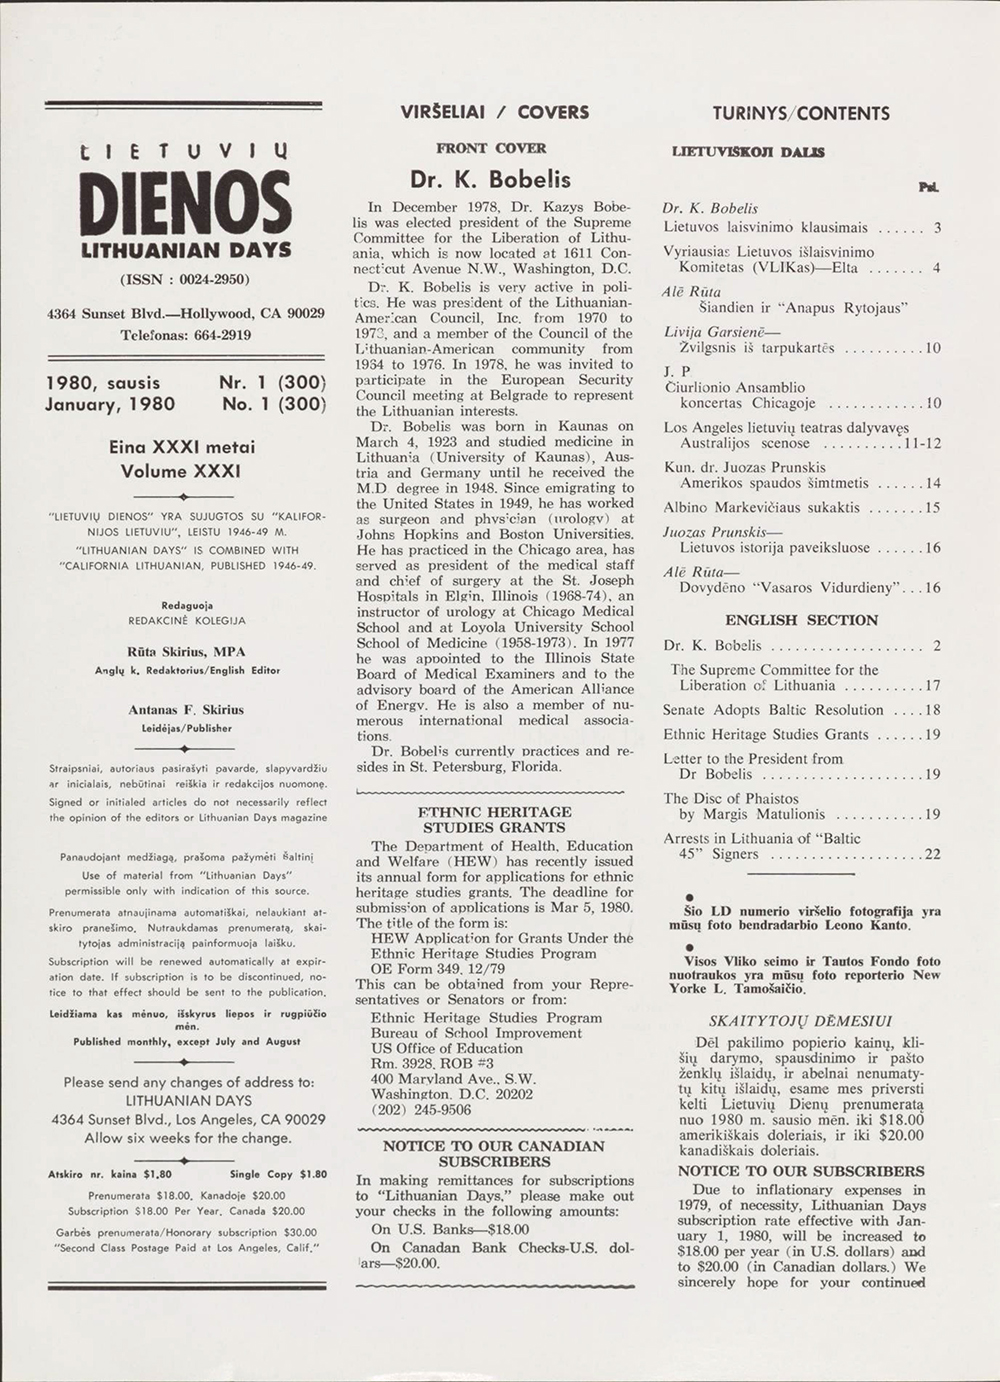 LIETUVIŲ
DIENOS
LITHUANIAN DAYS
(ISSN : 0024-2950)
4364 Sunset Blvd.—Hollywood, CA 90029
Telefonas: 664-2919
1980, sausis Nr. 1 (300)
January, 1980 No. 1 (300)
Eina XXXI metai
Volume XXXI
"LIETUVIŲ DIENOS" YRA SUJUGTOS SU "KALIFOR-
NIJOS LIETUVIU", LEISTU 1946-49 M.
"LITHUANIAN DAYS" IS COMBINED WITH
"CALIFORNIA LITHUANIAN, PUBLISHED 1946-49.
Redaguoja
REDAKCINĖ KOLEGIJA
Rūta Skirius, MPA
Anglų k. Redaktorius/English Editor
Antanas F. Skirius
Leidėjas/Publisher
Straipsniai, autoriaus pasirašyti pavarde, slapyvardžiu
ar inicialais, nebūtinai reiškia ir redakcijos nuomonę.
Signed or initialed articles do not necessarily reflect
the opinion of the editors or Lithuanian Days magazine
Panaudojant medžiagą, prašoma pažymėti šaltinį
Use of material from "Lithuanian Days"
permissible only with indication of this source.
Prenumerata atnaujinama automatiškai, nelaukiant at-
skiro pranešimo. Nutraukdamas prenumeratą, skai-
tytojas administraciją painformuoja laišku.
Subscription will be renewed automatically at expir-
ation date. If subscription is to be discontinued, no-
tice to that effect should be sent to the publication.
Leidžiama kas mėnuo, išskyrus liepos ir rugpiūčio
mėn.
Published monthly, except July and August
Please send any changes of address to:
LITHUANIAN DAYS
4364 Sunset Blvd., Los Angeles, CA 90029
Allow six weeks for the change.
Atskiro nr. kaina $1.80 Single Copy $1.80
Prenumerata $18.00, Kanadoje $20.00
Subscription $18.00 Per Year, Canada $20.00
Garbės prenumerata/Honorary subscription $30.00
"Second Class Postage Paid at Los Angeles, Calif."
VIRŠELIAI / COVERS
FRONT COVER
Dr. K. Bobelis
In December 1978, Dr. Kazys Bobe-
lis was elected president of the Supreme
Committee for the Liberation of Lithu-
ania, which is now located at 1611 Con-
necticut Avenue N.W., Washington, D.C.
Dr. K. Bobelis is very active in poli-
tics. He was president of the Lithuanian-
American Council, Inc. from 1970 to
1973, and a member of the Council of the
Lithuanian-American community from
1964 to 1976. In 1978, he was invited to
participate in the European Security
Council meeting at Belgrade to represent
the Lithuanian interests.
Dr. Bobelis was born in Kaunas on
March 4, 1923 and studied medicine in
Lithuania (University of Kaunas), Aus-
tria and Germany until he received the
M.D. degree in 1948. Since emigrating to
the United States in 1949, he has worked
as surgeon and physician (urology) at
Johns Hopkins and Boston Universities.
He has practiced in the Chicago area, has
served as president of the medical staff
and chief of surgery at the St. Joseph
Hospitals in Elgin, Illinois (1968-74), an
instructor of urology at Chicago Medical
School and at Loyola University School
School of Medicine (1958-1973). In 1977
he was appointed to the Illinois State
Board of Medical Examiners and to the
advisory board of the American Alliance
of Energy. He is also a member of nu-
merous international medical associa-
tions.
Dr. Bobelis currently practices and re-
sides in St. Petersburg, Florida.
ETHNIC HERITAGE
STUDIES GRANTS
The Department of Health, Education
and Welfare (HEW) has recently issued
its annual form for applications for ethnic
heritage studies grants. The deadline for
submission of applications is Mar 5, 1980.
The title of the form is:
HEW Application for Grants Under the
Ethnic Heritage Studies Program
OE Form 349, 12/79
This can be obtained from your Repre-
sentatives or Senators or from:
Ethnic Heritage Studies Program
Bureau of School Improvement
US Office of Education
Rm. 3928, ROB #3
400 Maryland Ave., S.W.
Washington, D.C. 20202
(202) 245-9506
NOTICE TO OUR CANADIAN
SUBSCRIBERS
In making remittances for subscriptions
to "Lithuanian Days," please make out
your checks in the following amounts:
On U.S. Banks—$18.00
On Canadan Bank Checks-U.S. dol-
lars—$20.00.
TURINYS/CONTENTS
LIETUVIŠKOJI DALIS
Psl.
Dr. K. Bobelis
Lietuvos laisvinimo klausimais ...... 3
Vyriausias Lietuvos išlaisvinimo
Komitetas (VLIKas)—Elta ....... 4
Alė Rūta
Šiandien ir "Anapus Rytojaus"
Livija Garsienė—
Žvilgsnis iš tarpukartės ..........10
J. P
Čiurlionio Ansamblio
koncertas Chicagoje ............10
Los Angeles lietuvių teatras dalyvavęs
Australijos scenose ..........11-12
Kun. dr. Juozas Prunskis
Amerikos spaudos šimtmetis ......14
Albino Markevičiaus sukaktis .......15
Juozas Prunskis—
Lietuvos istorija paveiksluose ......16
Alė Rūta—
Dovydėno "Vasaros Vidurdieny"...16
ENGLISH SECTION
Dr. K. Bobelis ................... 2
The Supreme Committee for the
Liberation of Lithuania ..........17
Senate Adopts Baltic Resolution ....18
Ethnic Heritage Studies Grants ......19
Letter to the President from
Dr Bobelis ....................19
The Disc of Phaistos
by Margis Matulionis ...........19
Arrests in Lithuania of "Baltic
45" Signers ...................22
●
Šio LD numerio viršelio fotografija yra
mūsų foto bendradarbio Leono Kanto.
●
Visos Vliko seimo ir Tautos Fondo foto
nuotraukos yra mūsų foto reporterio New
Yorke L. Tamošaičio.
SKAITYTOJŲ DĖMESIUI
Dėl pakilimo popierio kainų, kli-
šių darymo, spausdinimo ir pašto
ženklų išlaidų, ir abelnai nenumaty-
tų kitų išlaidų, esame mes priversti
kelti Lietuvių Dienų prenumeratą
nuo 1980 m. sausio mėn. iki $18.00
amerikiškais doleriais, ir iki $20.00
kanadiškais doleriais.
NOTICE TO OUR SUBSCRIBERS
Due to inflationary expenses in
1979, of necessity, Lithuanian Days
subscription rate effective with Jan-
uary 1, 1980, will be increased to
$18.00 per year (in U.S. dollars) and
to $20.00 (in Canadian dollars.) We
sincerely hope for your continued